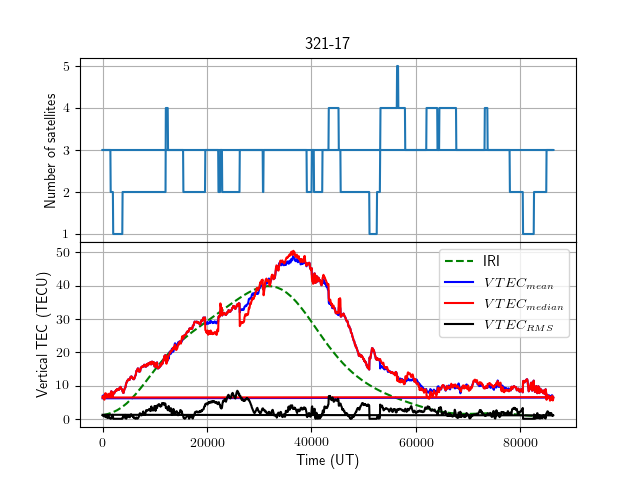 321-17
Number of satellites
5
4
3
2
1
Vertical TEC (TECU)
50
40
30
20
10
0
IRI
VTEC_mean
VTEC_median
VTEC_RMS
0 20000 40000 60000 80000
Time (UT)